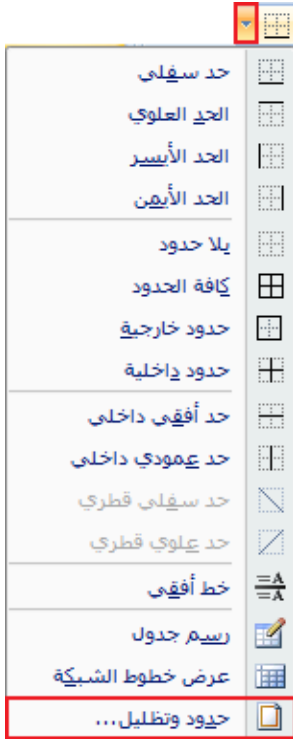 حد سفلي
الحد العلوي
الحد الأيسر
الحد الأيمن
بلا حدود
كافة الحدود
حدود خارجية
حدود داخلية
حد أفقي داخلي
حد عمودي داخلي
حد سفلي قطري
حد علوي قطري
خط أفقي
رسم جدول
عرض خطوط الشبكة
حدود وتظليل...